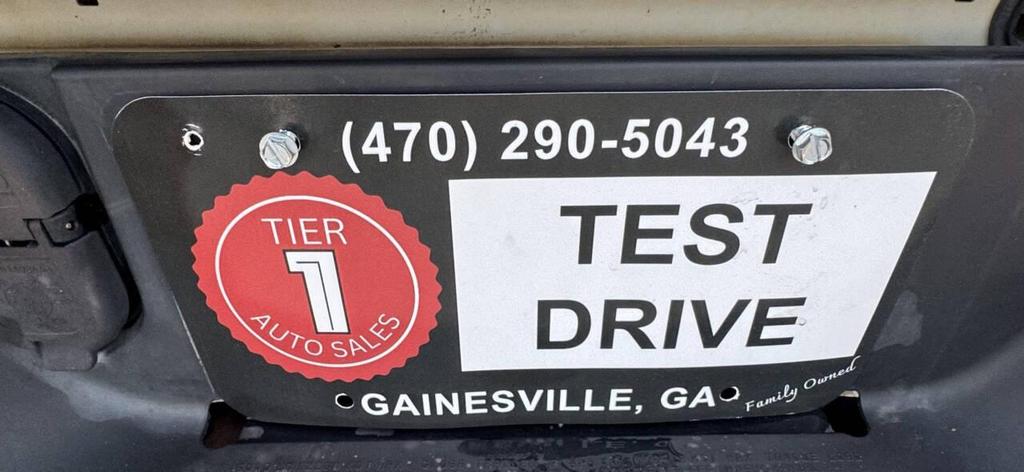 (470) 290-5043
TIER
1
AUTO SALES
TEST
DRIVE
GAINESVILLE, GA
Family Owned